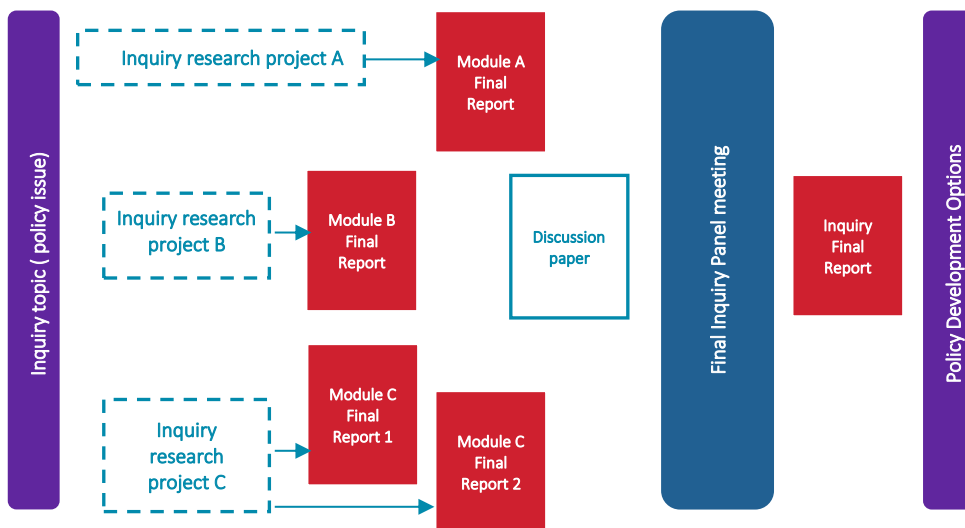 Inquiry topic ( policy issue)
Inquiry research project A
Module A
Final
Report
Inquiry research
project B
Module B
Final
Report
Inquiry
research
project C
Module C
Final
Report 1
Module C
Final
Report 2
Discussion
paper
Final Inquiry Panel meeting
Inquiry
Final
Report
Policy Development Options